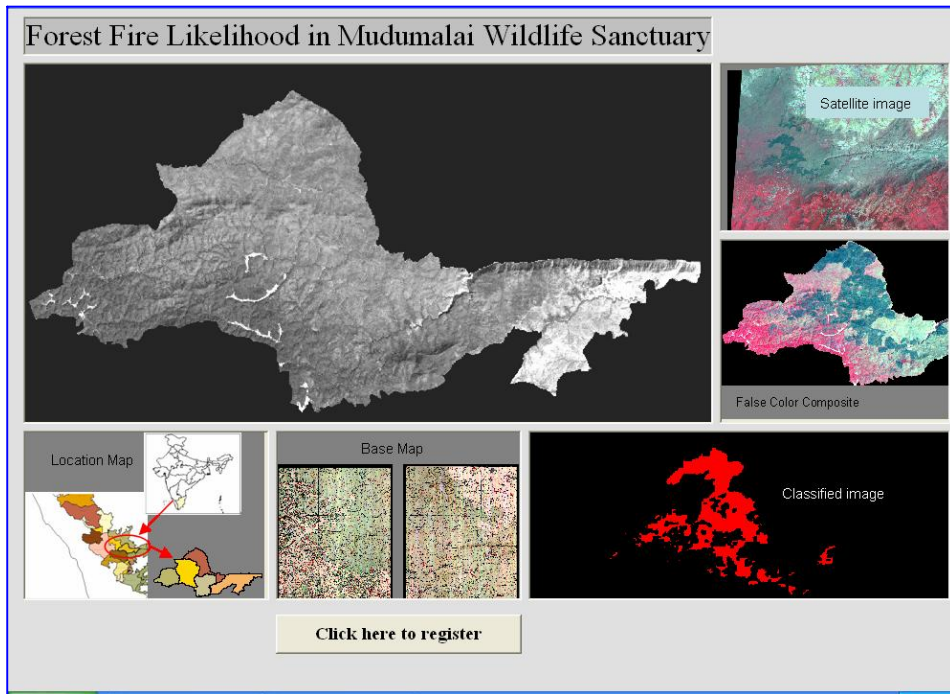 Forest Fire Likelihood in Mudumalai Wildlife Sanctuary
Satellite image
False Color Composite
Location Map
Base Map
Classified image
Click here to register